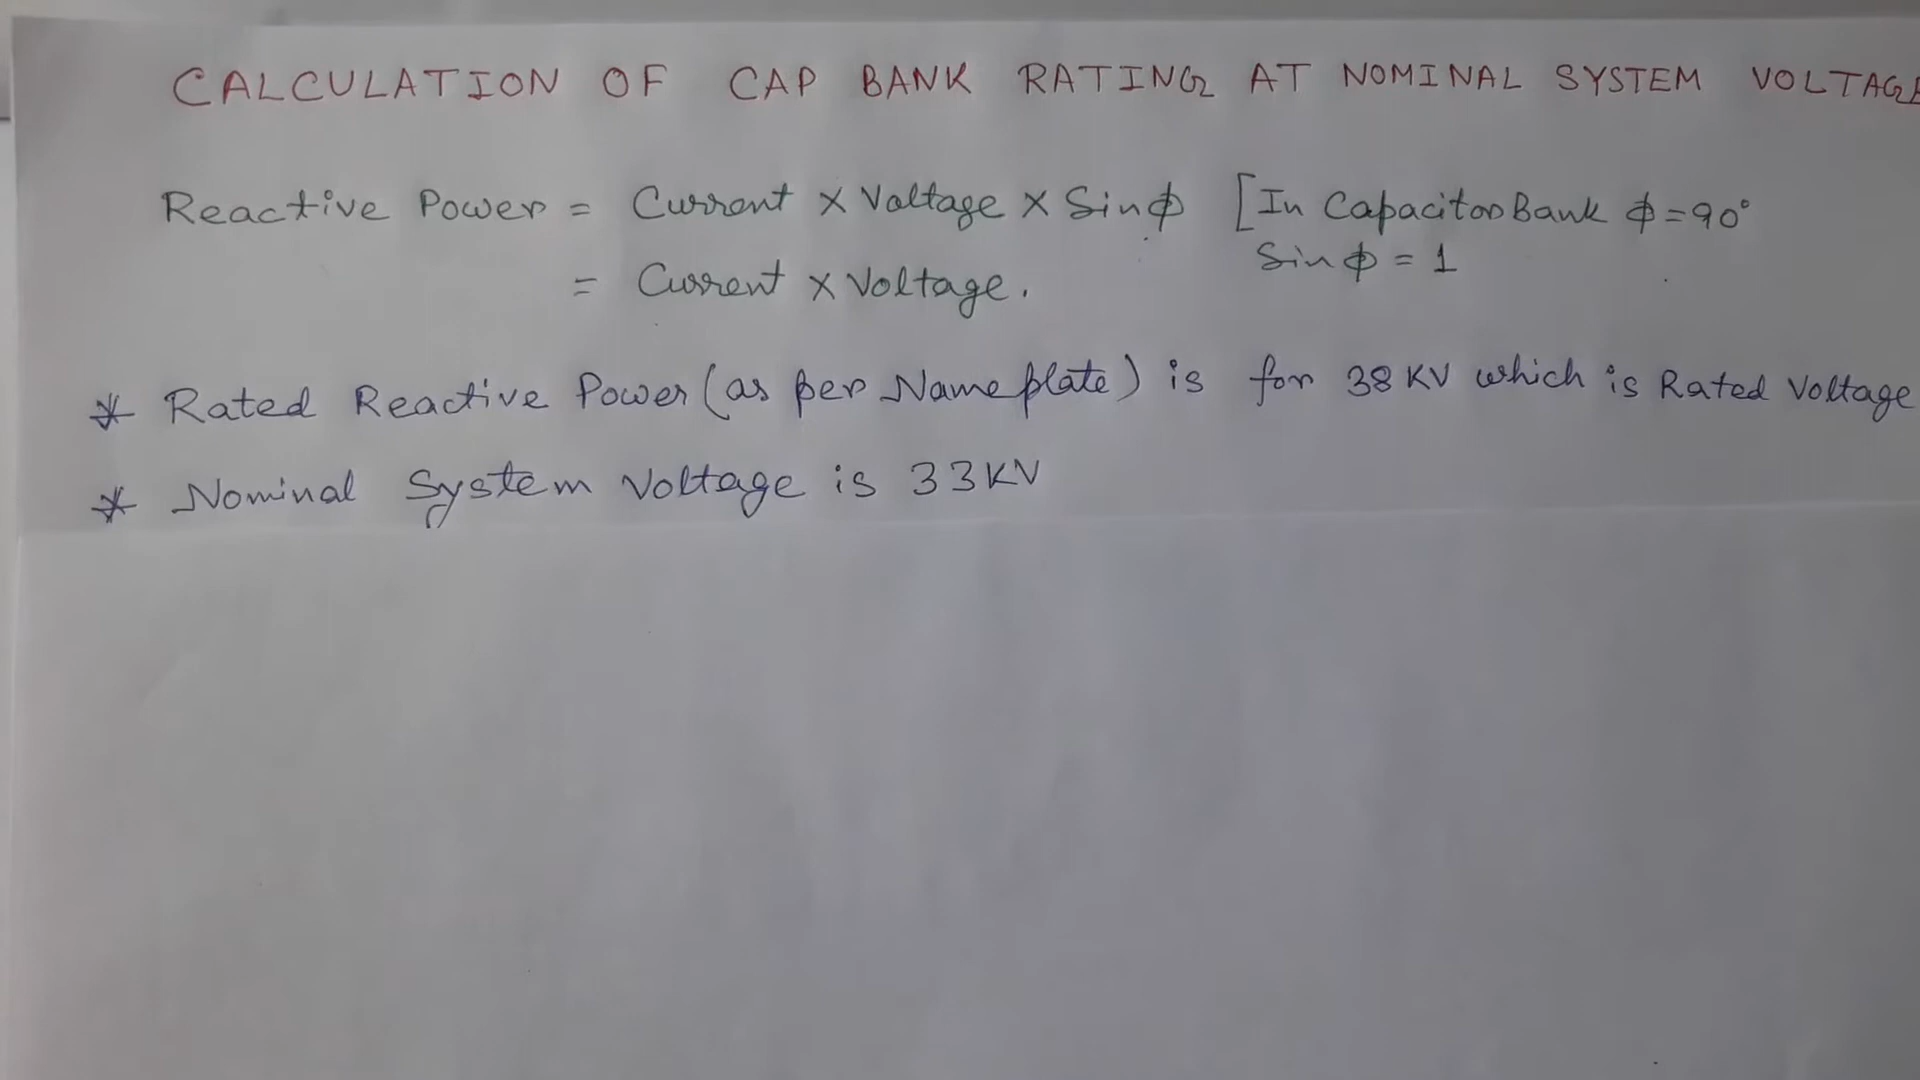 CALCULATION OF CAP BANK RATING AT NOMINAL SYSTEM VOLTAGE
Reactive Power = Current x Voltage x Sinϕ [In Capacitor Bank ϕ=90°
Sinϕ = 1
= Current x Voltage.
* Rated Reactive Power (as per Nameplate) is for 38 KV which is Rated Voltage
* Nominal System Voltage is 33KV